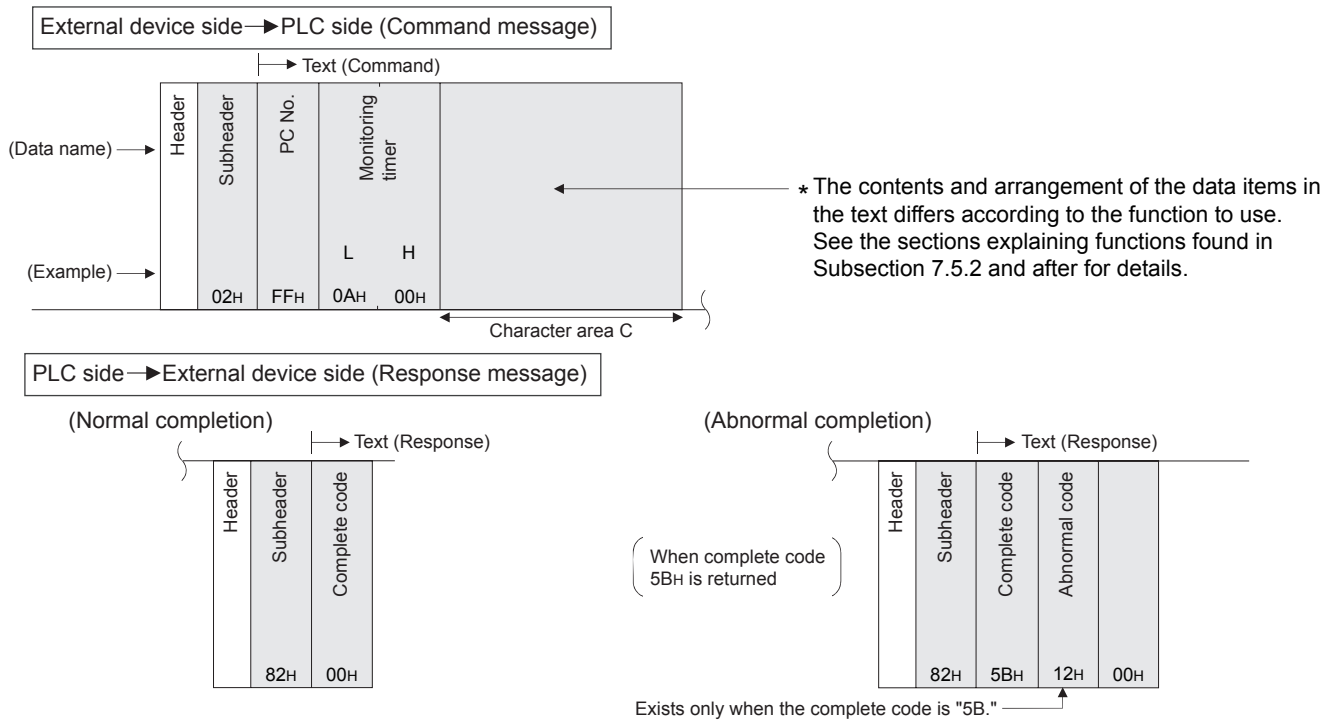 External device side PLC side (Command message)
Text (Command)
(Data name)
Header
Subheader
PC No.
Monitoring
timer
* The contents and arrangement of the data items in
the text differs according to the function to use.
See the sections explaining functions found in
Subsection 7.5.2 and after for details.
L H
(Example)
02H FFH 0AH 00H
Character area C
PLC side External device side (Response message)
(Normal completion)
Text (Response)
Header
Subheader
Complete code
82H 00H
(Abnormal completion)
Text (Response)
When complete code
5BH is returned
Header
Subheader
Complete code
Abnormal code
82H 5BH 12H 00H
Exists only when the complete code is "5B."